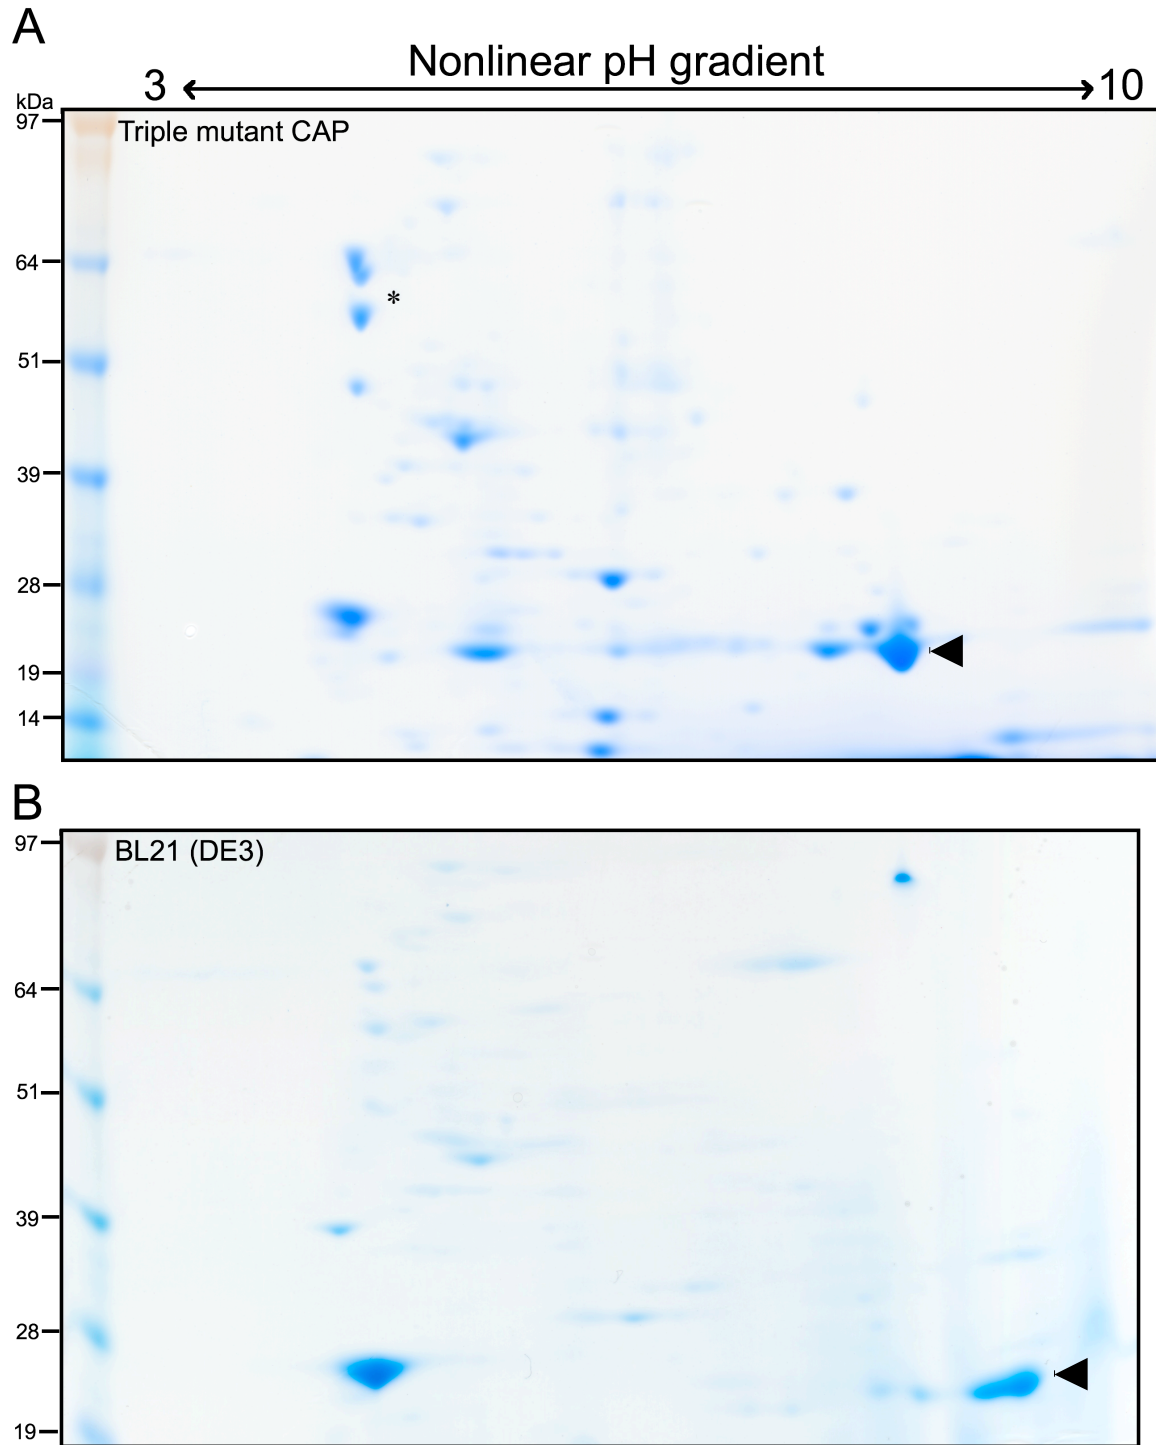 A
Nonlinear pH gradient
3 10
kDa
97
Triple mutant CAP
64
*
51
39
28
19
14
B
97
BL21 (DE3)
64
51
39
28
19